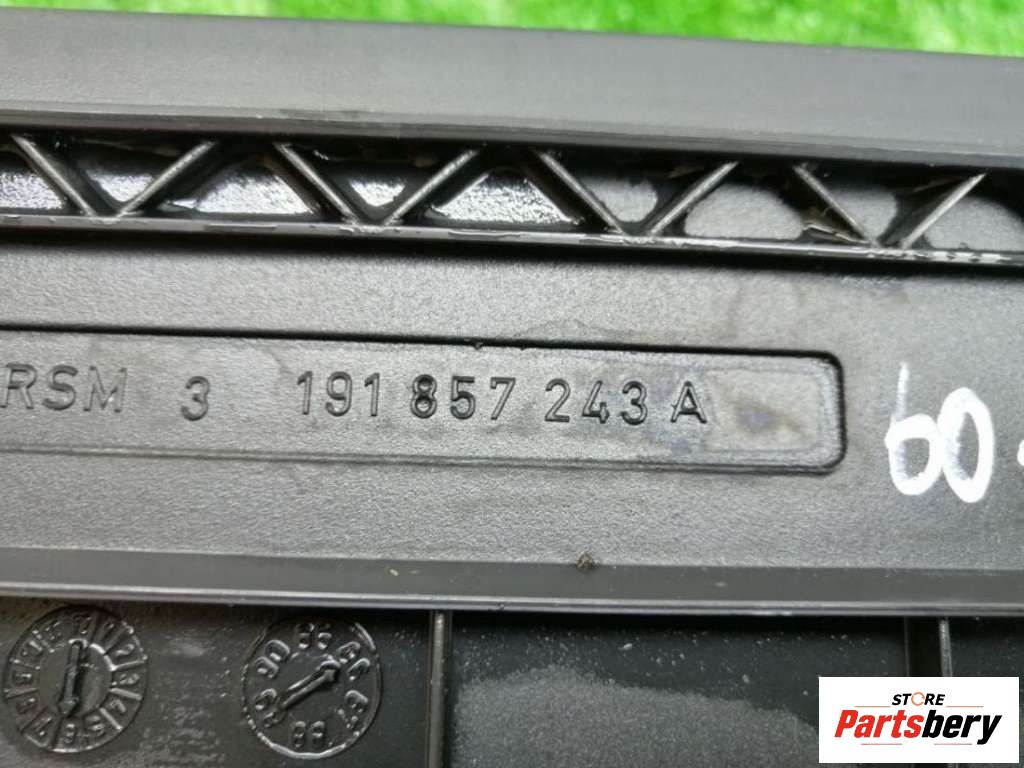 RSM 3 191 857 243 A
60
STORE
Partsbery